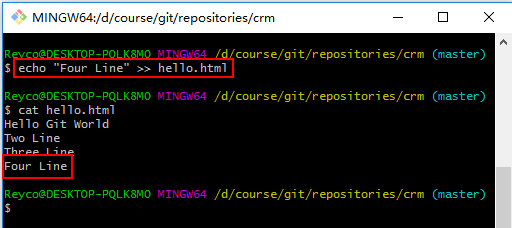 MINGW64:/d/course/git/repositories/crm
Reyco@DESKTOP-PQLK8MO MINGW64 /d/course/git/repositories/crm (master)
$ echo "Four Line" >> hello.html
Reyco@DESKTOP-PQLK8MO MINGW64 /d/course/git/repositories/crm (master)
$ cat hello.html
Hello Git World
Two Line
Three Line
Four Line
Reyco@DESKTOP-PQLK8MO MINGW64 /d/course/git/repositories/crm (master)
$